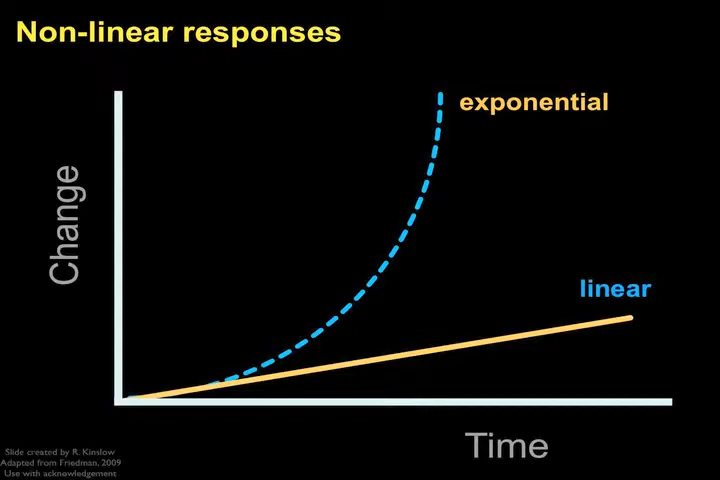 Non-linear responses
exponential
Change
linear
Time
Slide created by R. Kinslow
Adapted from Friedman, 2009
Use with acknowledgement